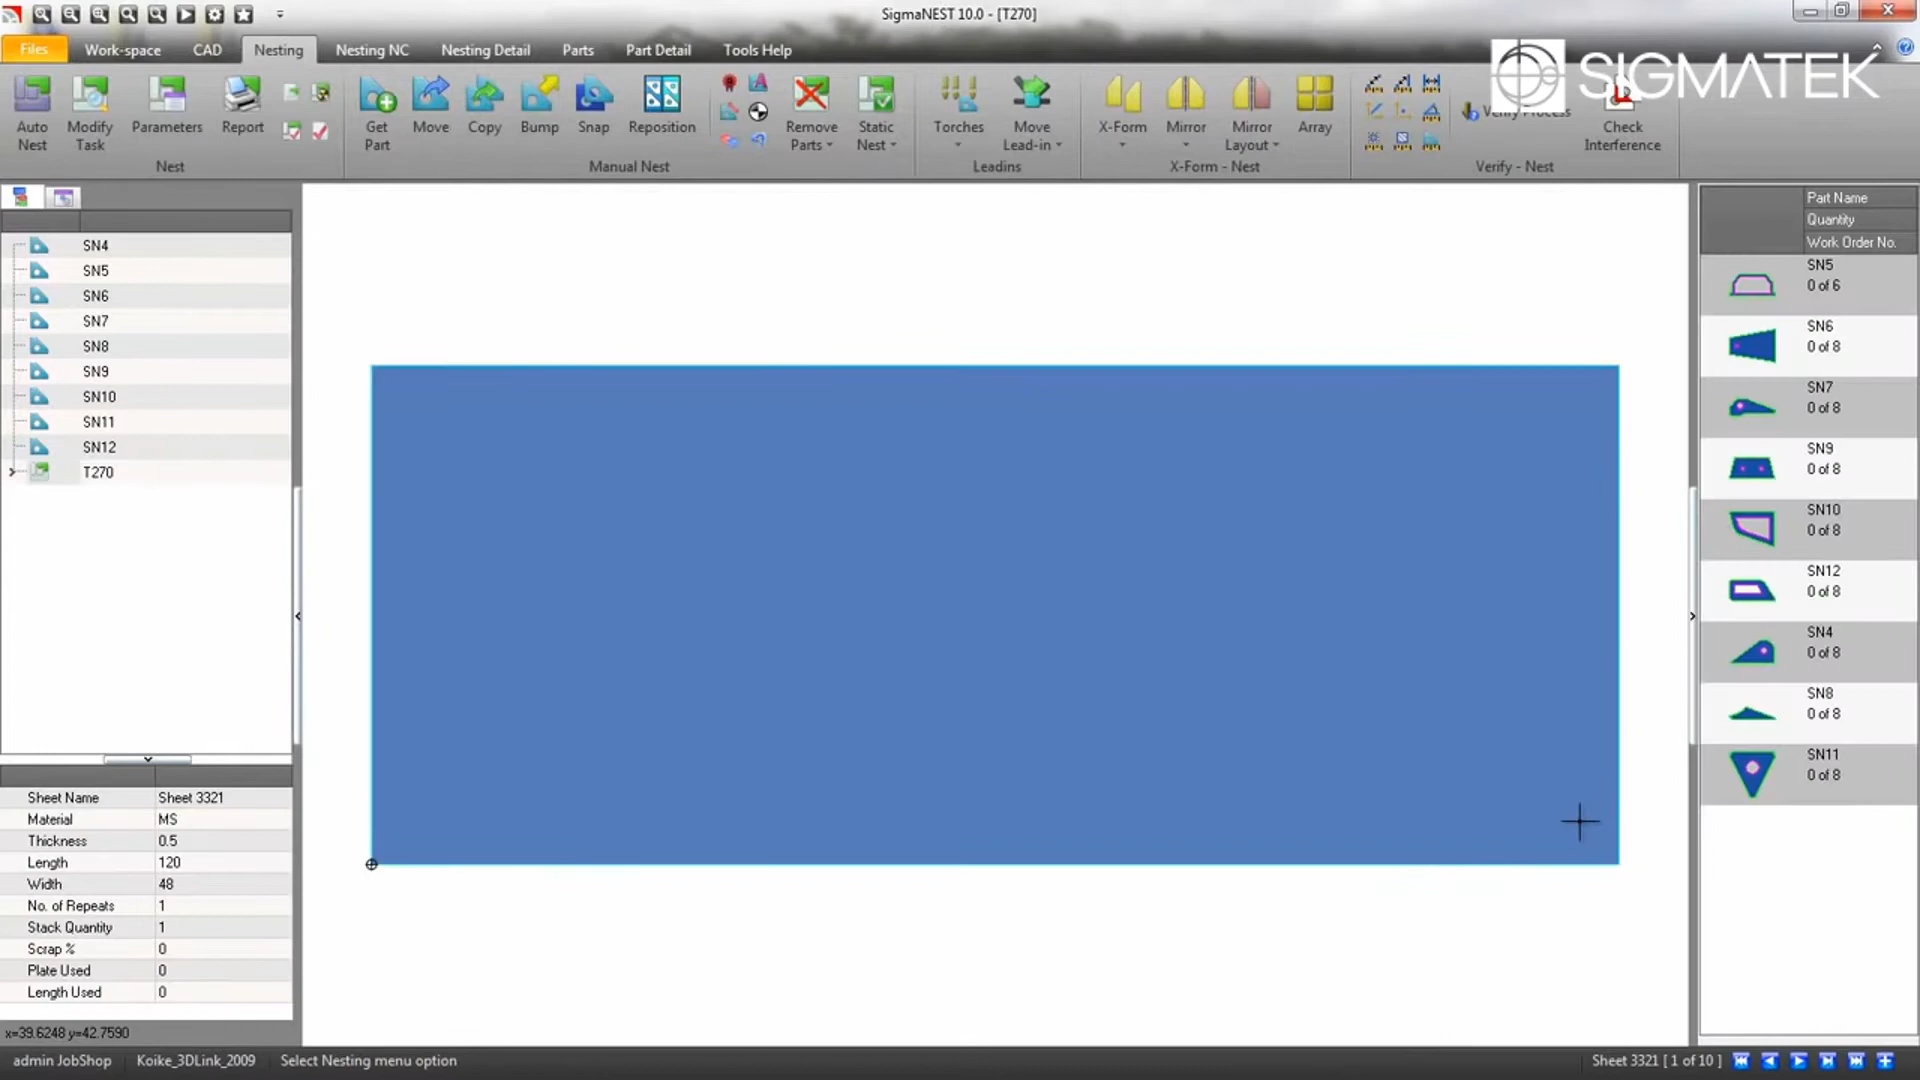 SigmaNEST 10.0 - [T270]
Files
Work-space
CAD
Nesting
Nesting NC
Nesting Detail
Parts
Part Detail
Tools Help
SIGMATEK
Auto Nest
Modify Task
Parameters
Report
Get Part
Move
Copy
Bump
Snap
Reposition
Remove Parts
Static Nest
Torches
Move Lead-in
X-Form
Mirror
Mirror Layout
Array
Verify Process
Check Interference
Nest
Manual Nest
Leadins
X-Form - Nest
Verify - Nest
SN4
SN5
SN6
SN7
SN8
SN9
SN10
SN11
SN12
T270
Part Name
Quantity
Work Order No.
SN5
0 of 6
SN6
0 of 8
SN7
0 of 8
SN9
0 of 8
SN10
0 of 8
SN12
0 of 8
SN4
0 of 8
SN8
0 of 8
SN11
0 of 8
Sheet Name Sheet 3321
Material MS
Thickness 0.5
Length 120
Width 48
No. of Repeats 1
Stack Quantity 1
Scrap % 0
Plate Used 0
Length Used 0
x=39.6248 y=42.7590
admin JobShop
Koike_3DLink_2009
Select Nesting menu option
Sheet 3321 [ 1 of 10 ]